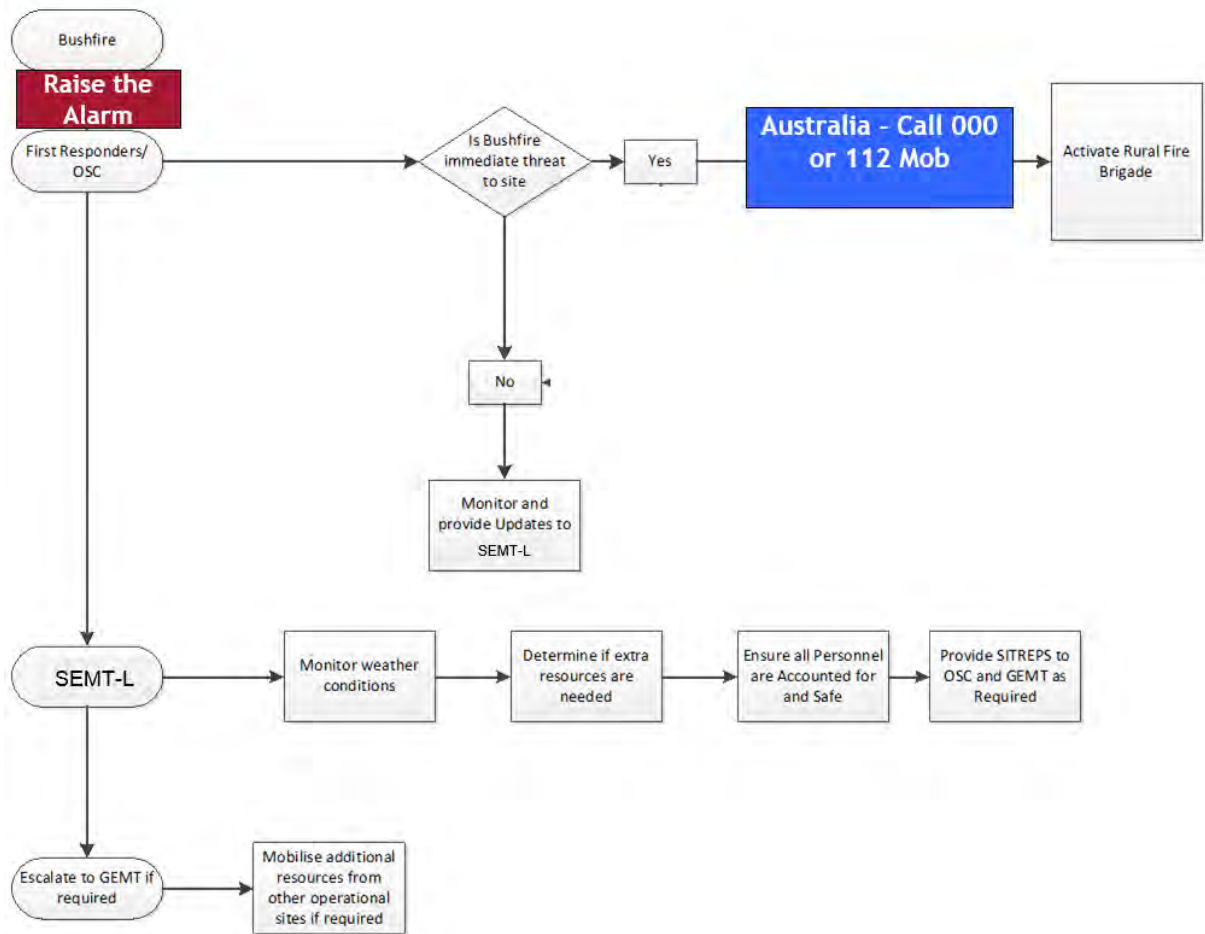 Bushfire
Raise the
Alarm
First Responders/
OSC
Is Bushfire
immediate threat
to site
Yes
Australia - Call 000
or 112 Mob
Activate Rural Fire
Brigade
No
Monitor and
provide Updates to
SEMT-L
SEMT-L
Monitor weather
conditions
Determine if extra
resources are
needed
Ensure all Personnel
are Accounted for
and Safe
Provide SITREPS to
OSC and GEMT as
Required
Escalate to GEMT if
required
Mobilise additional
resources from
other operational
sites if required